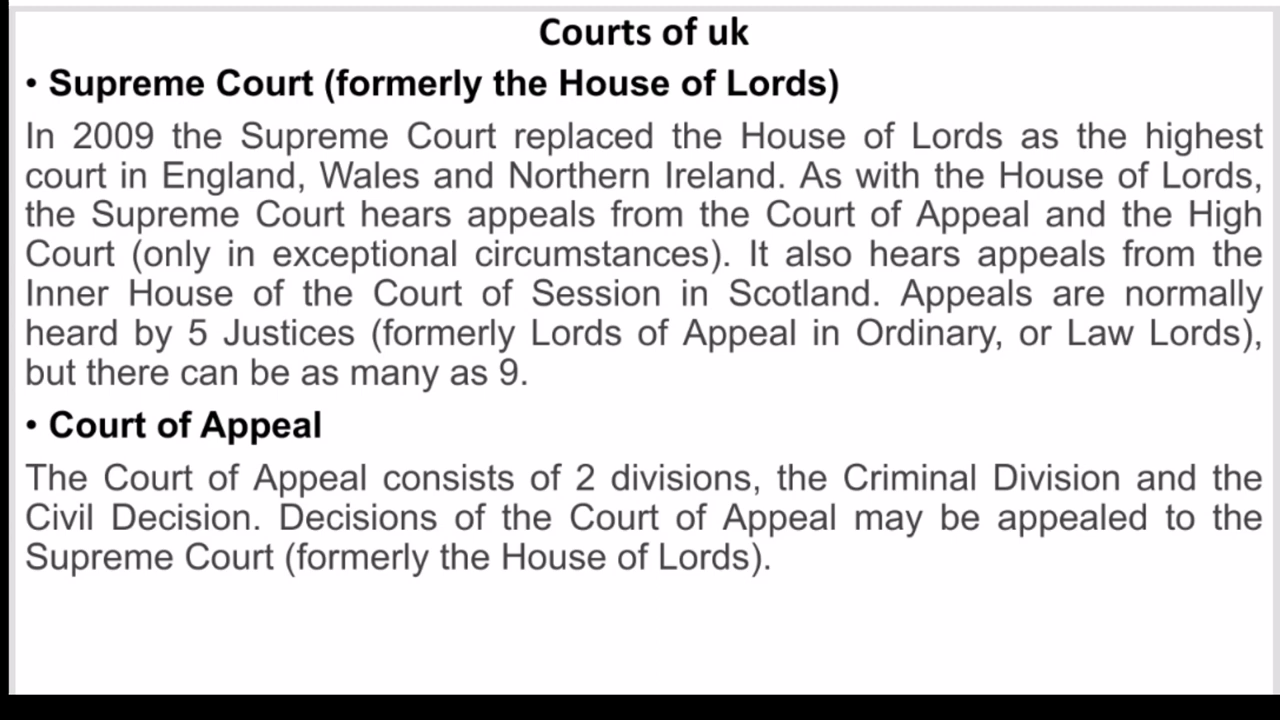 Courts of uk
• Supreme Court (formerly the House of Lords)
In 2009 the Supreme Court replaced the House of Lords as the highest
court in England, Wales and Northern Ireland. As with the House of Lords,
the Supreme Court hears appeals from the Court of Appeal and the High
Court (only in exceptional circumstances). It also hears appeals from the
Inner House of the Court of Session in Scotland. Appeals are normally
heard by 5 Justices (formerly Lords of Appeal in Ordinary, or Law Lords),
but there can be as many as 9.
• Court of Appeal
The Court of Appeal consists of 2 divisions, the Criminal Division and the
Civil Decision. Decisions of the Court of Appeal may be appealed to the
Supreme Court (formerly the House of Lords).